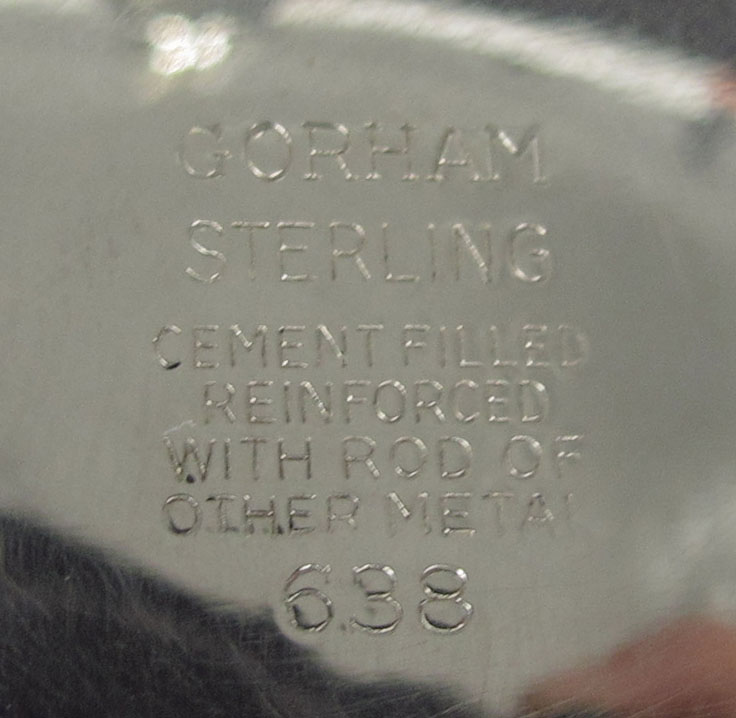 GORHAM
STERLING
CEMENT FILLED
REINFORCED
WITH ROD OF
OTHER METAL
638